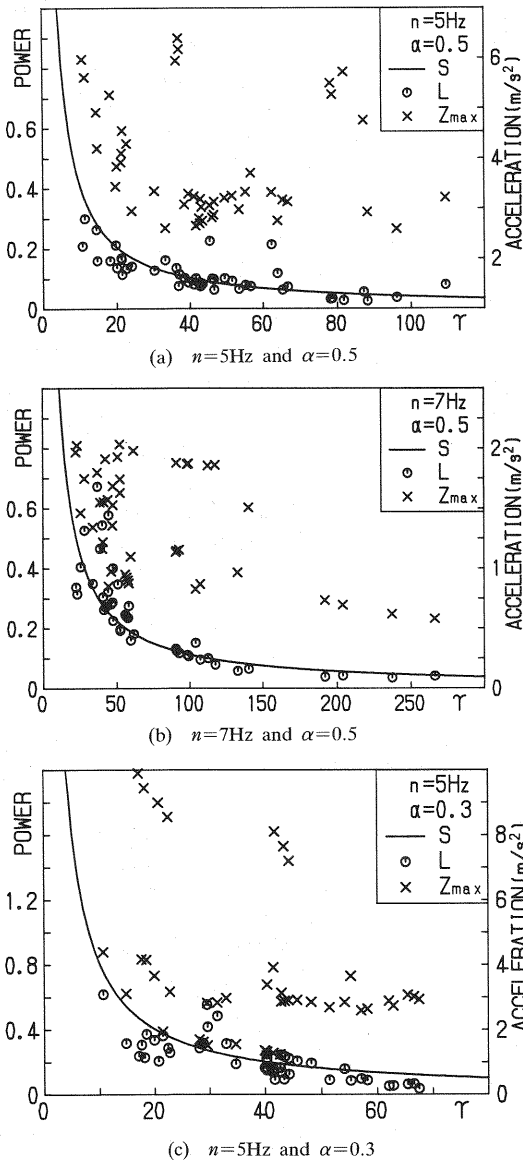 n=5Hz
α=0.5
S
L
Zmax
POWER
0.6
0.4
0.2
0
6
4
2
ACCELERATION(m/s²)
0 20 40 60 80 100 ϒ
(a) n=5Hz and α=0.5
n=7Hz
α=0.5
S
L
Zmax
POWER
0.6
0.4
0.2
0
2
1
0
ACCELERATION(m/s²)
0 50 100 150 200 250 ϒ
(b) n=7Hz and α=0.5
n=5Hz
α=0.3
S
L
Zmax
POWER
1.2
0.8
0.4
0
8
6
4
2
0
ACCELERATION(m/s²)
20 40 60 ϒ
(c) n=5Hz and α=0.3